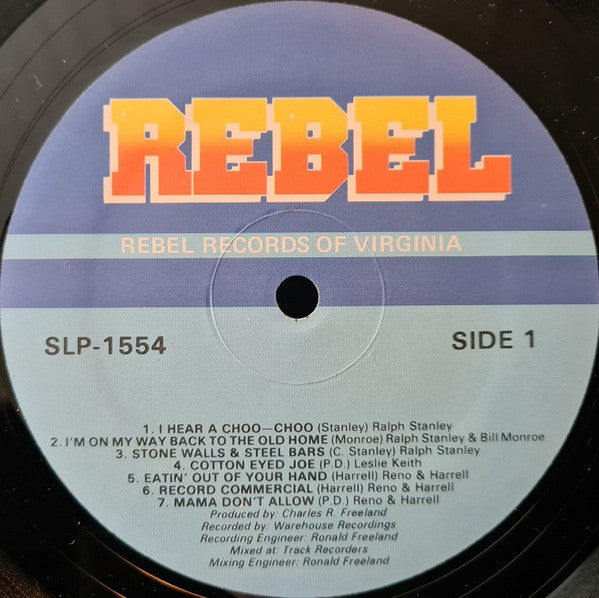 REBEL
REBEL RECORDS OF VIRGINIA
SLP-1554
SIDE 1
1. I HEAR A CHOO—CHOO (Stanley) Ralph Stanley
2. I'M ON MY WAY BACK TO THE OLD HOME (Monroe) Ralph Stanley & Bill Monroe
3. STONE WALLS & STEEL BARS (C. Stanley) Ralph Stanley
4. COTTON EYED JOE (P.D.) Leslie Keith
5. EATIN' OUT OF YOUR HAND (Harrell) Reno & Harrell
6. RECORD COMMERCIAL (Harrell) Reno & Harrell
7. MAMA DON'T ALLOW (P.D.) Reno & Harrell
Produced by: Charles R. Freeland
Recorded by: Warehouse Recordings
Recording Engineer: Ronald Freeland
Mixed at: Track Recorders
Mixing Engineer: Ronald Freeland